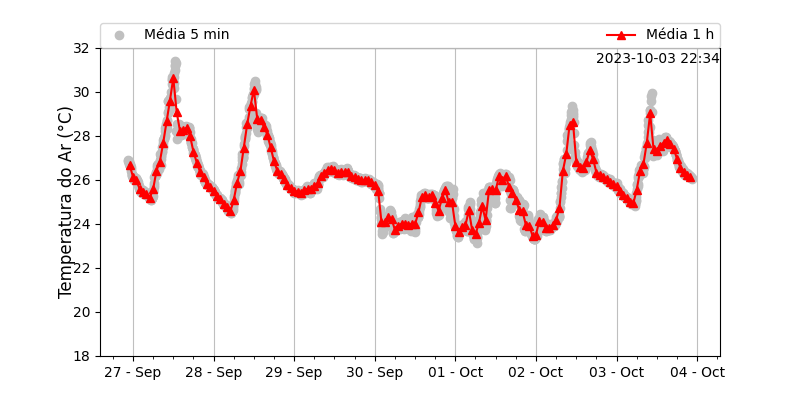 Média 5 min
Média 1 h
2023-10-03 22:34
Temperatura do Ar (°C)
32
30
28
26
24
22
20
18
27 - Sep
28 - Sep
29 - Sep
30 - Sep
01 - Oct
02 - Oct
03 - Oct
04 - Oct